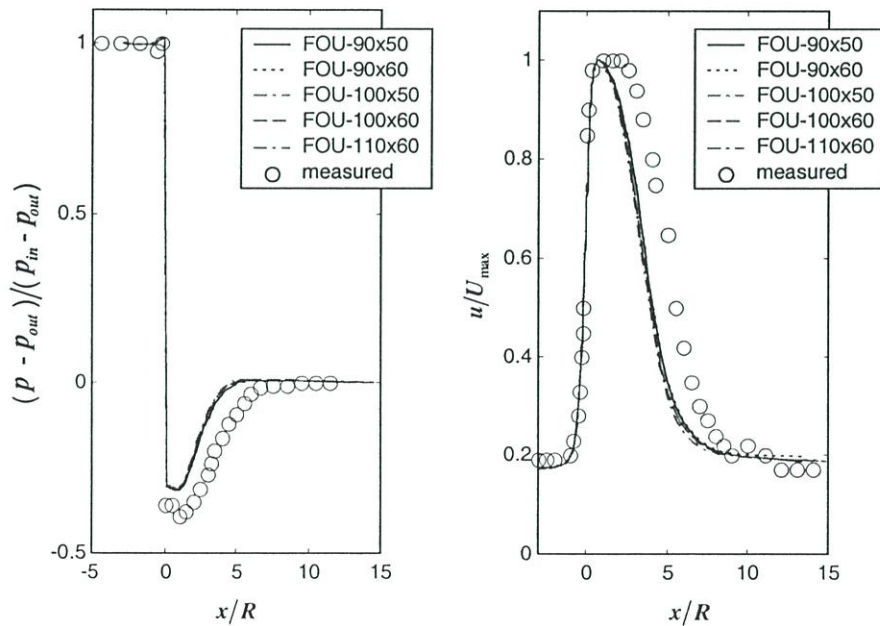 1
0.5
0
-0.5
-5
0
5
10
15
(p - p_out)/(p_in - p_out)
x/R
FOU-90x50
FOU-90x60
FOU-100x50
FOU-100x60
FOU-110x60
measured
1
0.8
0.6
0.4
0.2
0
0
5
10
15
u/U_max
x/R
FOU-90x50
FOU-90x60
FOU-100x50
FOU-100x60
FOU-110x60
measured